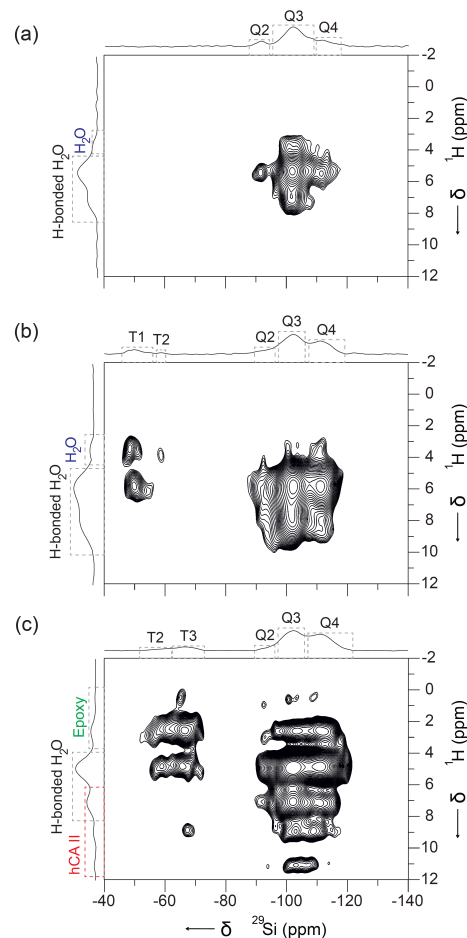 (a)
Q2 Q3 Q4
H-bonded H2O
H2O
-2
0
2
4
6
8
10
12
δ 1H (ppm)
(b)
T1 T2 Q2 Q3 Q4
H-bonded H2O
H2O
-2
0
2
4
6
8
10
12
δ 1H (ppm)
(c)
T2 T3 Q2 Q3 Q4
Epoxy
H-bonded H2O
hCA II
-2
0
2
4
6
8
10
12
δ 1H (ppm)
-40 -60 -80 -100 -120 -140
δ 29Si (ppm)